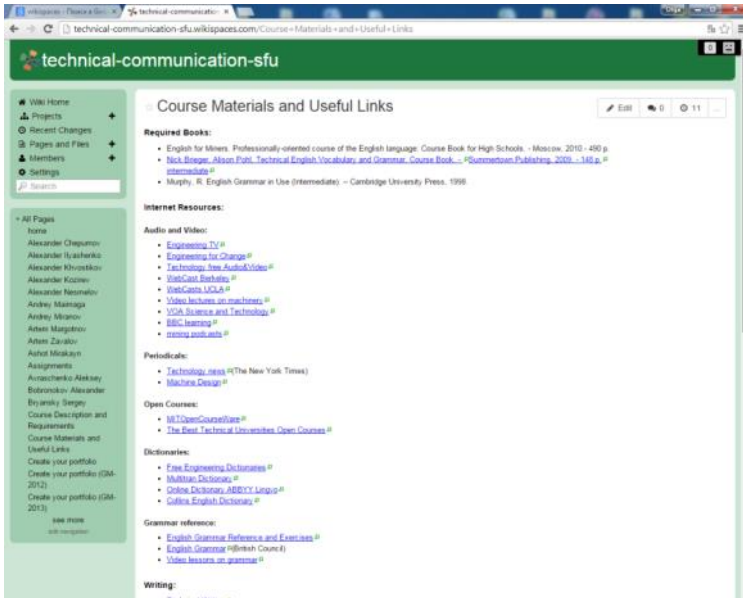 technical-communicatio
technical-communication-sfu.wikispaces.com/Course+Materials+and+Useful+Links
technical-communication-sfu
0
Wiki Home
Projects
Recent Changes
Pages and Files
Members
Settings
Search
All Pages
home
Alexander Chepurnov
Alexander Ilyashenko
Alexander Khvostikov
Alexander Kozirev
Alexander Nesmelov
Andrey Maimaga
Andrey Miranov
Artem Margotnov
Artem Zavalov
Ashot Mirakayn
Assignments
Avraschenko Aleksey
Bobronokov Alexander
Bryansky Sergey
Course Description and
Requirements
Course Materials and
Useful Links
Create your portfolio
Create your portfolio (GM-
2012)
Create your portfolio (GM-
2013)
see more
edit navigation
Course Materials and Useful Links
Edit 0 11 ...
Required Books:
English for Miners. Professionally-oriented course of the English language. Course Book for High Schools. - Moscow, 2010 - 490 p.
Nick Brieger, Alison Pohl. Technical English Vocabulary and Grammar. Course Book. - Summertown Publishing, 2009. - 148 p.
intermediate
Murphy, R. English Grammar in Use (Intermediate). – Cambridge University Press, 1998
Internet Resources:
Audio and Video:
Engineering TV
Engineering for Change
Technology free Audio&Video
WebCast Berkeley
WebCasts UCLA
Video lectures on machinery
VOA Science and Technology
BBC learning
mining podcasts
Periodicals:
Technology news (The New York Times)
Machine Design
Open Courses:
MITOpenCourseWare
The Best Technical Universities Open Courses
Dictionaries:
Free Engineering Dictionaries
Multitran Dictionary
Online Dictionary ABBYY Lingvo
Collins English Dictionary
Grammar reference:
English Grammar Reference and Exercises
English Grammar (British Council)
Video lessons on grammar
Writing: